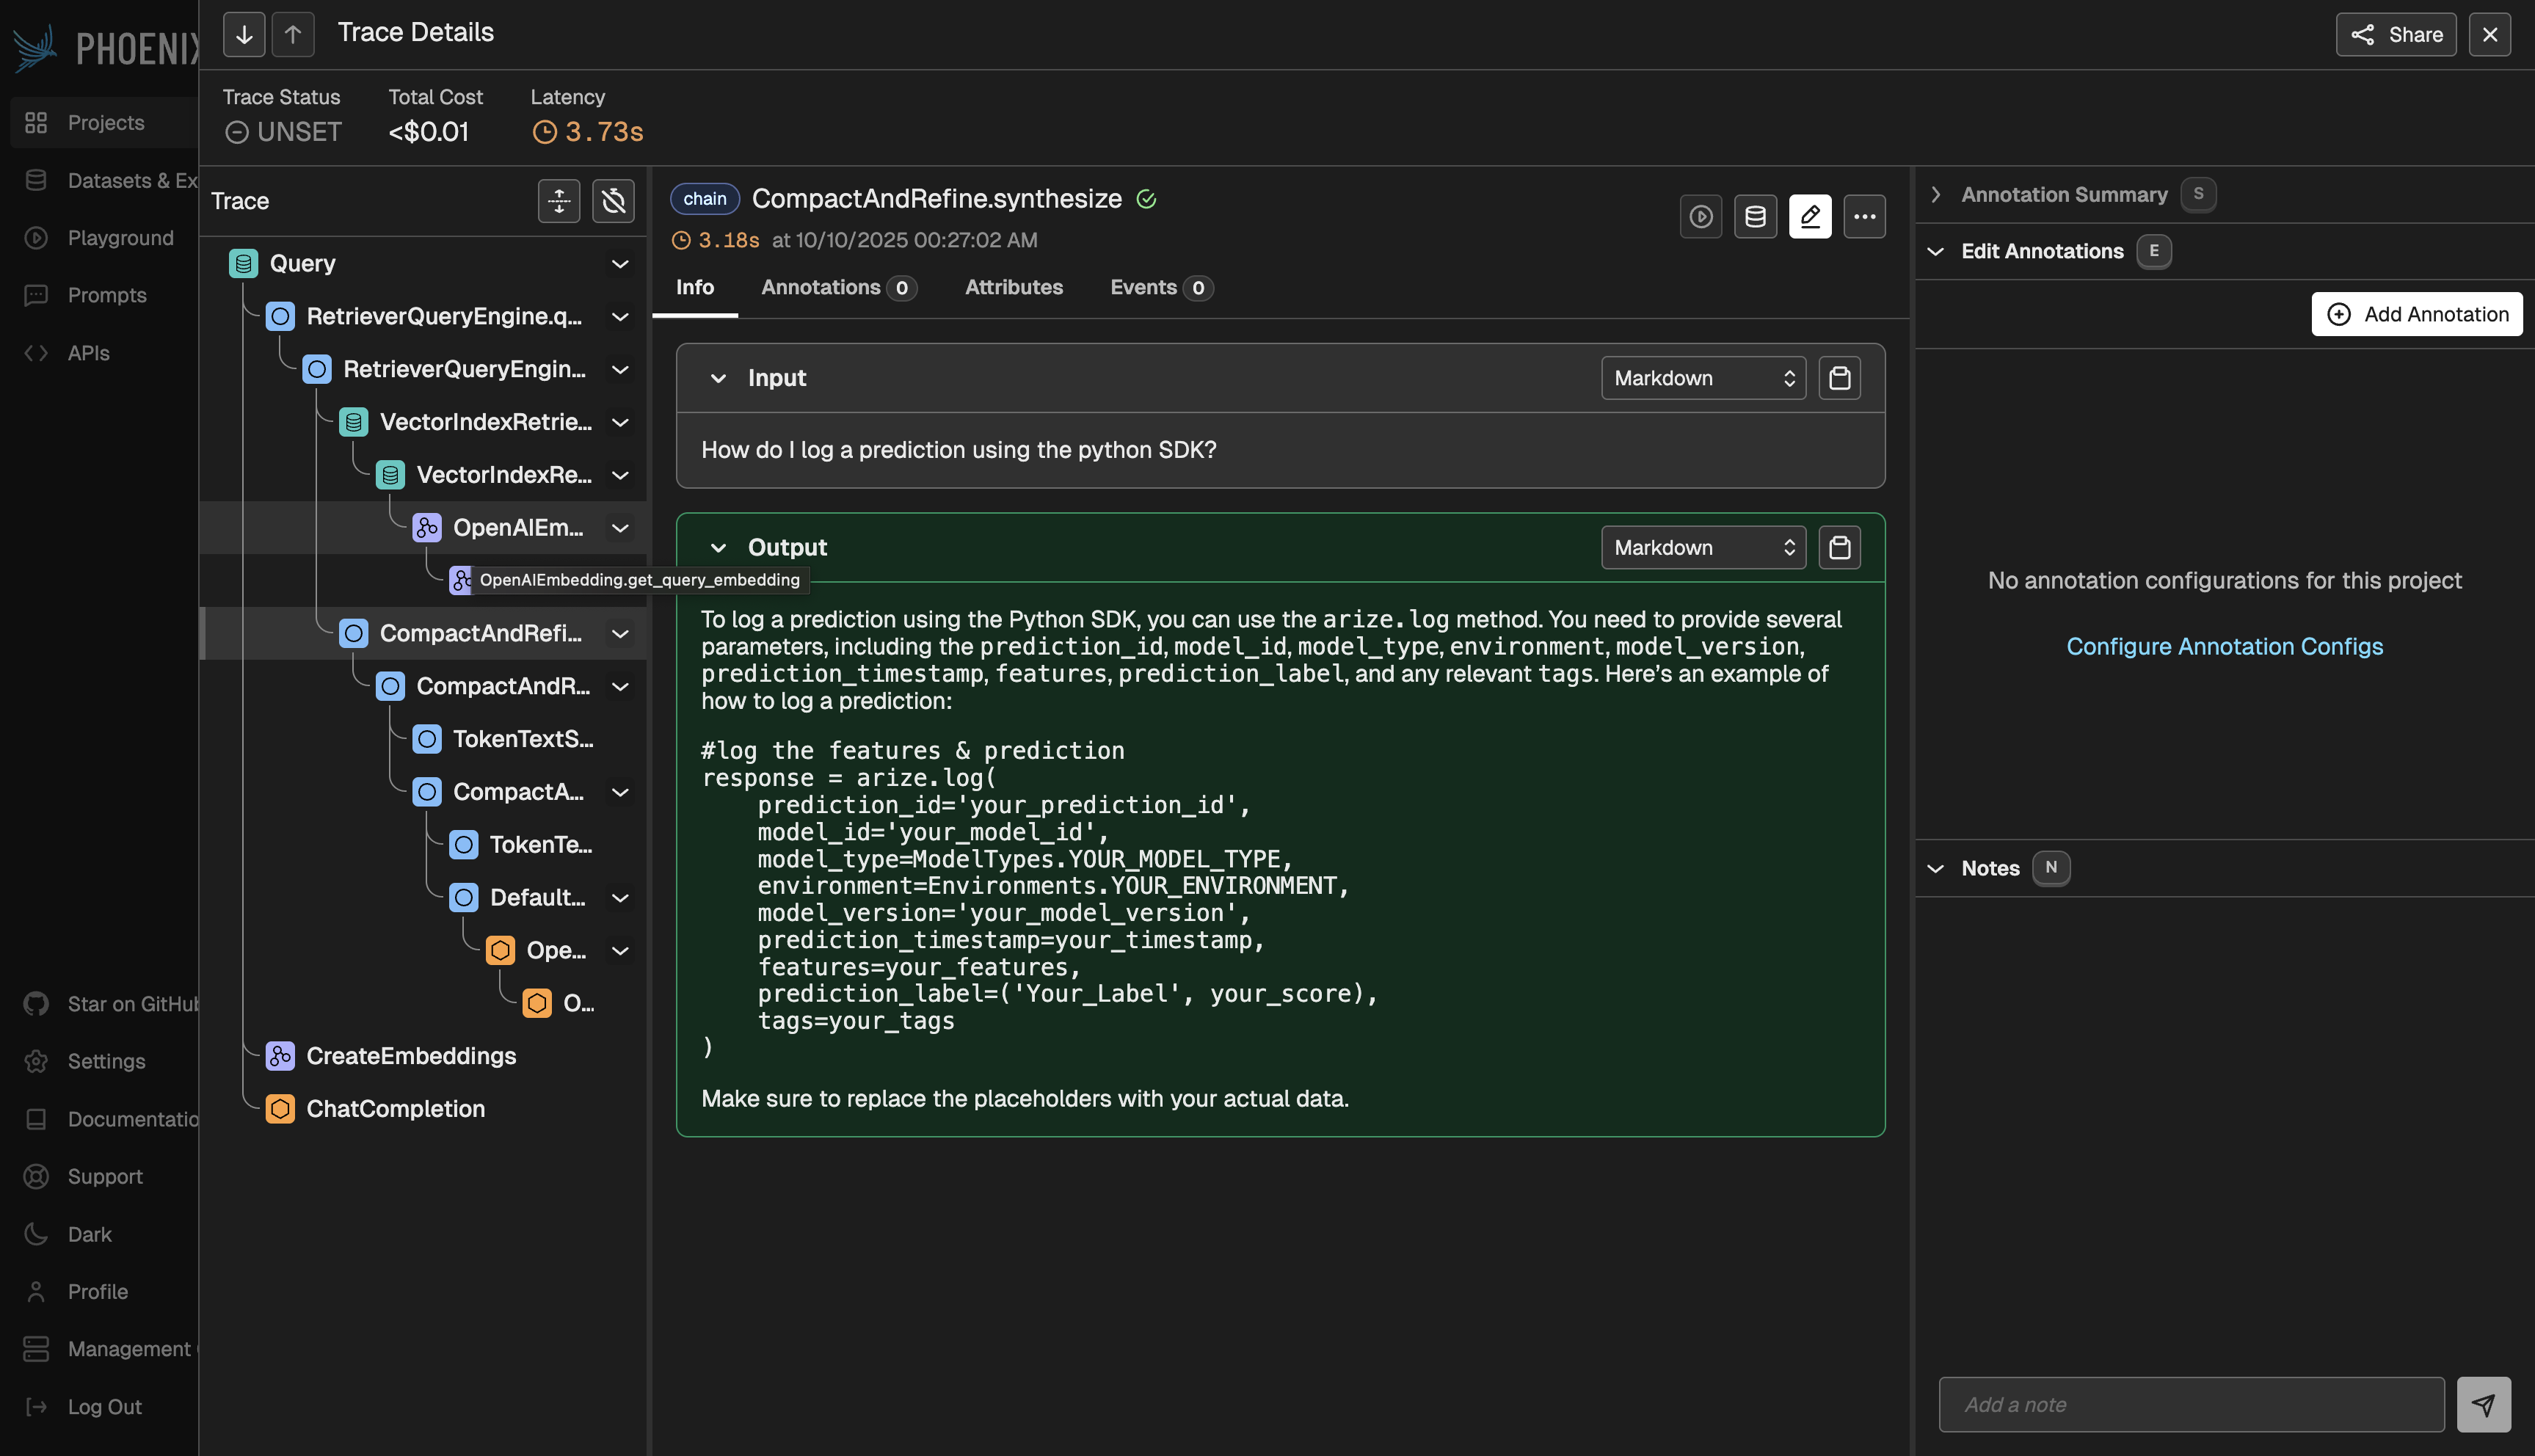 PHOENIX
Projects
Datasets & Ex
Playground
Prompts
APIs
Star on GitHub
Settings
Documentatio
Support
Dark
Profile
Management
Log Out
Trace Details
Share
Trace Status
Total Cost
Latency
UNSET
<$0.01
3.73s
Trace
Query
RetrieverQueryEngine.q...
RetrieverQueryEngin...
VectorIndexRetrie...
VectorIndexRe...
OpenAIEm...
OpenAIEmbedding.get_query_embedding
CompactAndRefi...
CompactAndR...
TokenTextS...
CompactA...
TokenTe...
Default...
Ope...
O...
CreateEmbeddings
ChatCompletion
chain CompactAndRefine.synthesize
3.18s at 10/10/2025 00:27:02 AM
Info Annotations 0 Attributes Events 0
Input
Markdown
How do I log a prediction using the python SDK?
Output
Markdown
To log a prediction using the Python SDK, you can use the arize.log method. You need to provide several
parameters, including the prediction_id, model_id, model_type, environment, model_version,
prediction_timestamp, features, prediction_label, and any relevant tags. Here's an example of
how to log a prediction:
#log the features & prediction
response = arize.log(
    prediction_id='your_prediction_id',
    model_id='your_model_id',
    model_type=ModelTypes.YOUR_MODEL_TYPE,
    environment=Environments.YOUR_ENVIRONMENT,
    model_version='your_model_version',
    prediction_timestamp=your_timestamp,
    features=your_features,
    prediction_label=('Your_Label', your_score),
    tags=your_tags
)
Make sure to replace the placeholders with your actual data.
Annotation Summary S
Edit Annotations E
Add Annotation
No annotation configurations for this project
Configure Annotation Configs
Notes N
Add a note